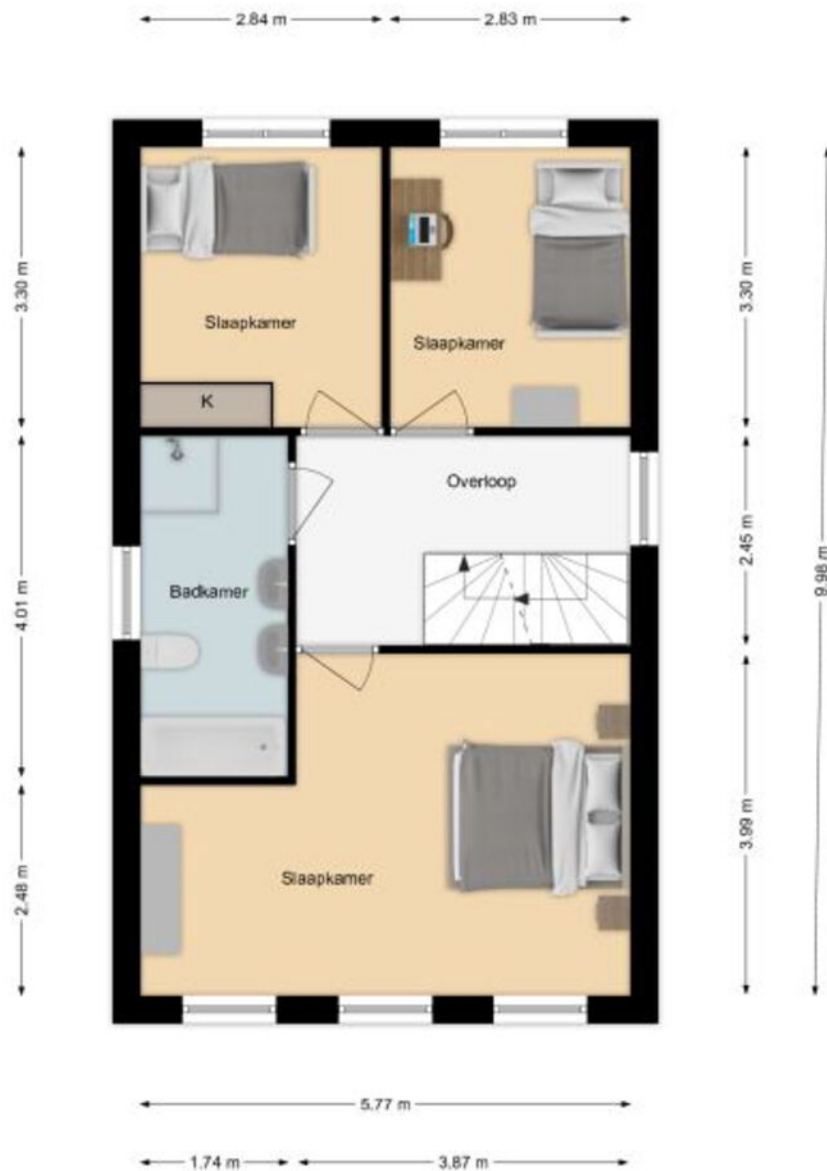 2.84 m
2.83 m
3.30 m
3.30 m
Slaapkamer
Slaapkamer
K
Overloop
2.45 m
9.98 m
4.01 m
Badkamer
3.99 m
2.48 m
Slaapkamer
5.77 m
1.74 m
3.87 m